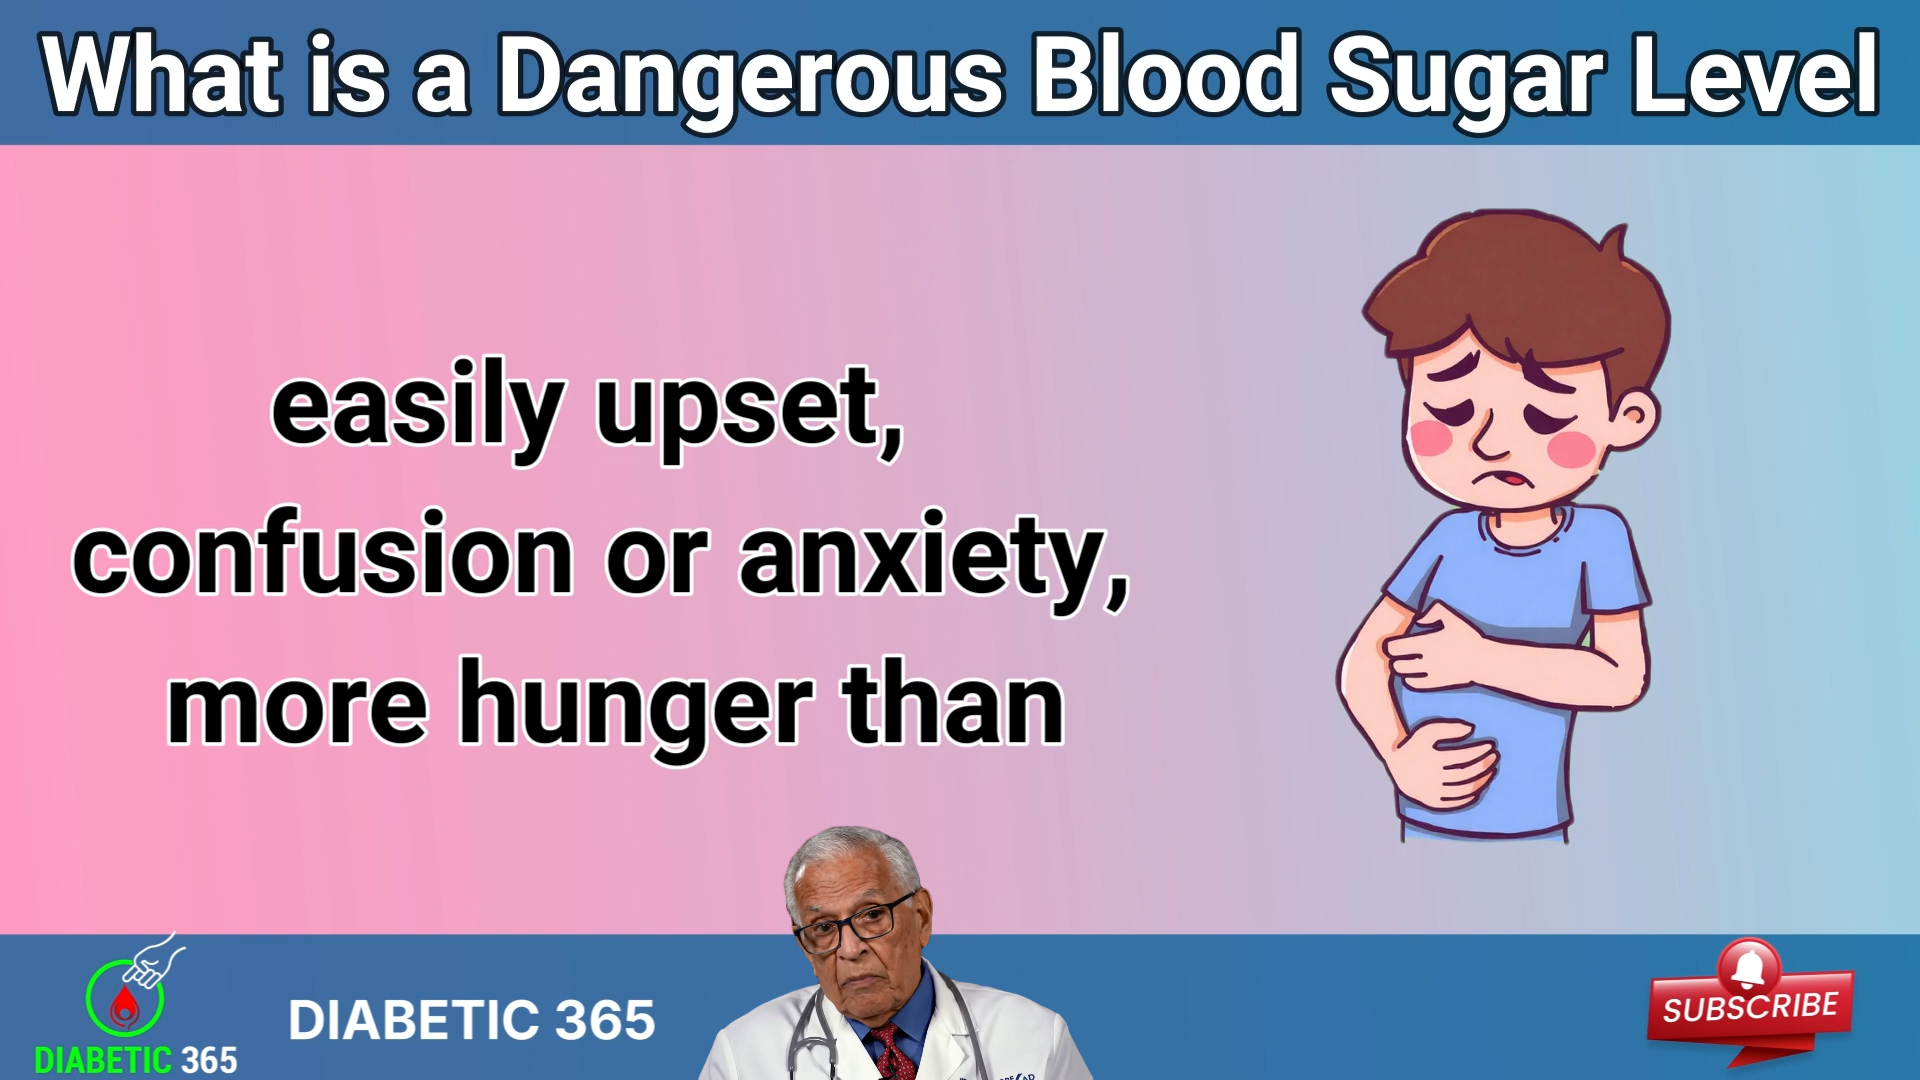 What is a Dangerous Blood Sugar Level
easily upset,
confusion or anxiety,
more hunger than
DIABETIC 365
DIABETIC 365
SUBSCRIBE